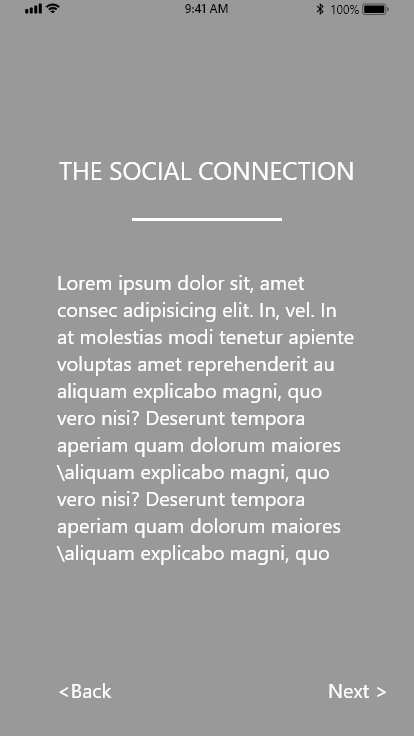 9:41 AM
100%
THE SOCIAL CONNECTION
Lorem ipsum dolor sit, amet
consec adipisicing elit. In, vel. In
at molestias modi tenetur apiente
voluptas amet reprehenderit au
aliquam explicabo magni, quo
vero nisi? Deserunt tempora
aperiam quam dolorum maiores
\aliquam explicabo magni, quo
vero nisi? Deserunt tempora
aperiam quam dolorum maiores
\aliquam explicabo magni, quo
<Back
Next >